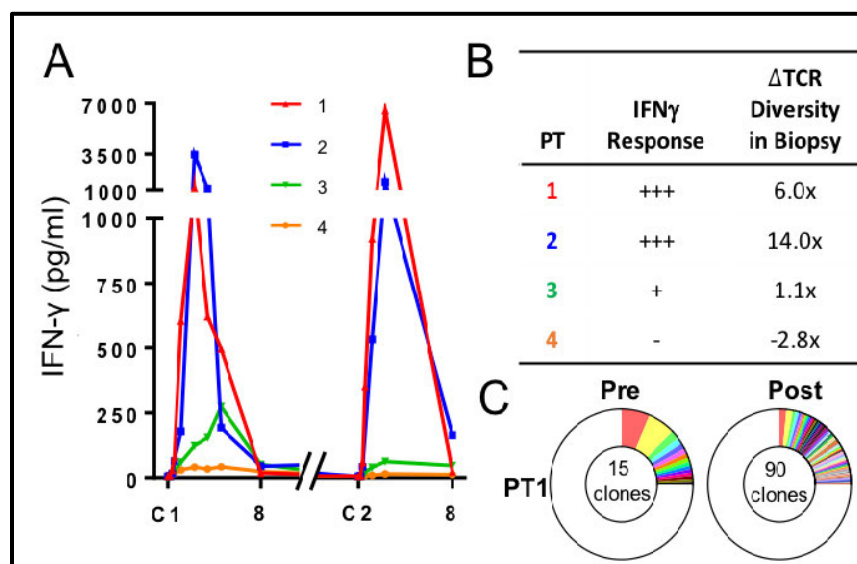 A
7000
3500
1000
1000
750
500
250
0
IFN-γ (pg/ml)
1
2
3
4
C 1
8
C 2
8
B
PT
IFNγ
Response
ΔTCR
Diversity
in Biopsy
1 +++ 6.0x
2 +++ 14.0x
3 + 1.1x
4 - -2.8x
C
Pre
Post
PT1
15
clones
90
clones